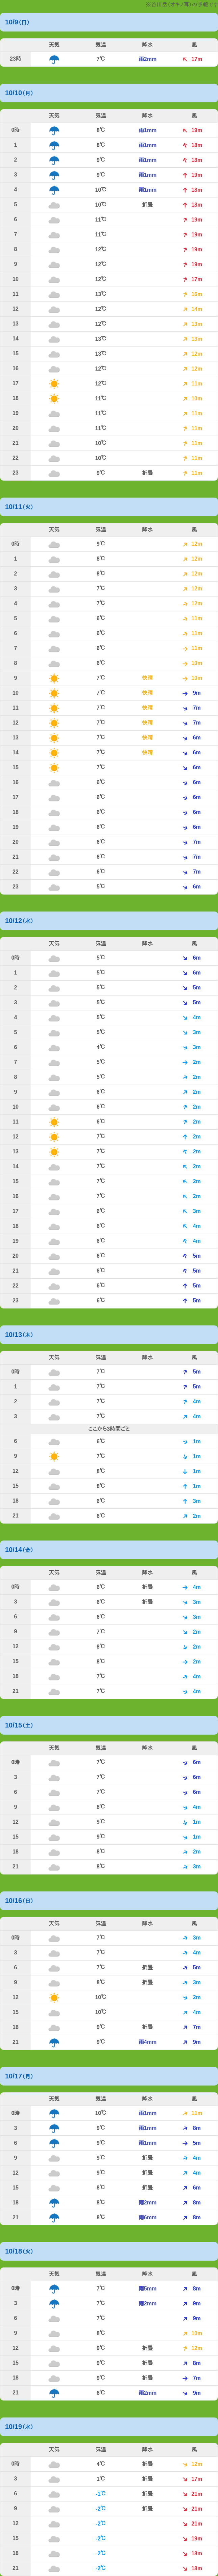 10/9(日)
天気 気温 降水 風
23時 7℃ 雨2mm 17m
10/10(月)
天気 気温 降水 風
0時 8℃ 雨1mm 19m
1 8℃ 雨1mm 18m
2 9℃ 雨1mm 18m
3 9℃ 雨1mm 19m
4 10℃ 雨1mm 18m
5 10℃ 折畳 18m
6 11℃ 19m
7 11℃ 19m
8 12℃ 19m
9 12℃ 19m
10 12℃ 17m
11 13℃ 16m
12 12℃ 14m
13 12℃ 13m
14 13℃ 13m
15 13℃ 12m
16 12℃ 12m
17 12℃ 11m
18 11℃ 10m
19 11℃ 11m
20 11℃ 11m
21 10℃ 11m
22 10℃ 11m
23 9℃ 折畳 11m
10/11(火)
天気 気温 降水 風
0時 9℃ 12m
1 8℃ 12m
2 8℃ 12m
3 7℃ 12m
4 7℃ 12m
5 6℃ 11m
6 6℃ 11m
7 6℃ 11m
8 6℃ 10m
9 7℃ 快晴 10m
10 7℃ 快晴 9m
11 7℃ 快晴 7m
12 7℃ 快晴 7m
13 7℃ 快晴 6m
14 7℃ 快晴 6m
15 7℃ 6m
16 6℃ 6m
17 6℃ 6m
18 6℃ 6m
19 6℃ 6m
20 6℃ 7m
21 6℃ 7m
22 6℃ 7m
23 5℃ 6m
10/12(水)
天気 気温 降水 風
0時 5℃ 6m
1 5℃ 6m
2 5℃ 5m
3 5℃ 5m
4 5℃ 4m
5 5℃ 3m
6 4℃ 3m
7 5℃ 2m
8 5℃ 2m
9 6℃ 2m
10 6℃ 2m
11 6℃ 2m
12 7℃ 2m
13 7℃ 2m
14 7℃ 2m
15 7℃ 2m
16 7℃ 2m
17 6℃ 3m
18 6℃ 4m
19 6℃ 4m
20 6℃ 5m
21 6℃ 5m
22 6℃ 5m
23 6℃ 5m
10/13(木)
天気 気温 降水 風
0時 7℃ 5m
1 7℃ 5m
2 7℃ 4m
3 7℃ 4m
ここから3時間ごと
6 6℃ 1m
9 7℃ 1m
12 8℃ 1m
15 8℃ 1m
18 6℃ 3m
21 6℃ 2m
10/14(金)
天気 気温 降水 風
0時 6℃ 折畳 4m
3 6℃ 折畳 3m
6 6℃ 3m
9 7℃ 2m
12 8℃ 2m
15 8℃ 2m
18 7℃ 4m
21 7℃ 4m
10/15(土)
天気 気温 降水 風
0時 7℃ 6m
3 7℃ 6m
6 7℃ 6m
9 8℃ 4m
12 9℃ 1m
15 9℃ 1m
18 8℃ 2m
21 8℃ 3m
10/16(日)
天気 気温 降水 風
0時 7℃ 3m
3 7℃ 4m
6 7℃ 折畳 5m
9 8℃ 折畳 3m
12 10℃ 2m
15 10℃ 4m
18 9℃ 折畳 7m
21 9℃ 雨4mm 9m
10/17(月)
天気 気温 降水 風
0時 10℃ 雨2mm 11m
3 9℃ 雨1mm 8m
6 9℃ 雨1mm 5m
9 9℃ 折畳 4m
12 9℃ 折畳 4m
15 8℃ 折畳 6m
18 8℃ 雨2mm 8m
21 8℃ 雨6mm 8m
10/18(火)
天気 気温 降水 風
0時 7℃ 雨5mm 8m
3 7℃ 雨2mm 9m
6 7℃ 9m
9 8℃ 10m
12 9℃ 折畳 12m
15 9℃ 折畳 8m
18 9℃ 折畳 7m
21 6℃ 雨2mm 9m
10/19(水)
天気 気温 降水 風
0時 4℃ 折畳 12m
3 1℃ 折畳 17m
6 -1℃ 折畳 21m
9 -2℃ 折畳 21m
12 -2℃ 21m
15 -2℃ 19m
18 -2℃ 18m
21 -2℃ 18m